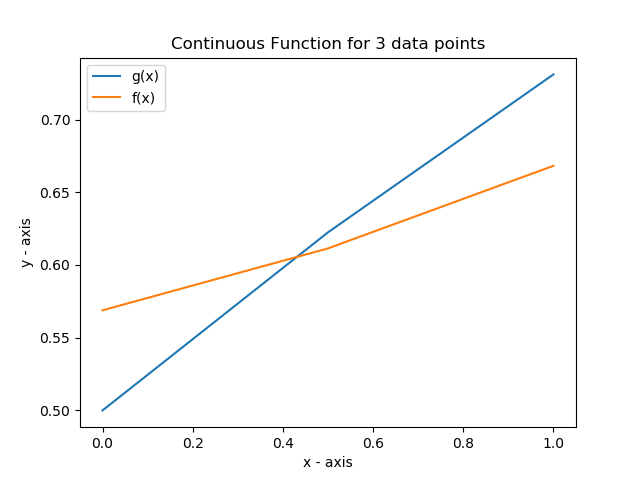 Continuous Function for 3 data points
g(x)
f(x)
0.70
0.65
0.60
0.55
0.50
y - axis
0.0 0.2 0.4 0.6 0.8 1.0
x - axis